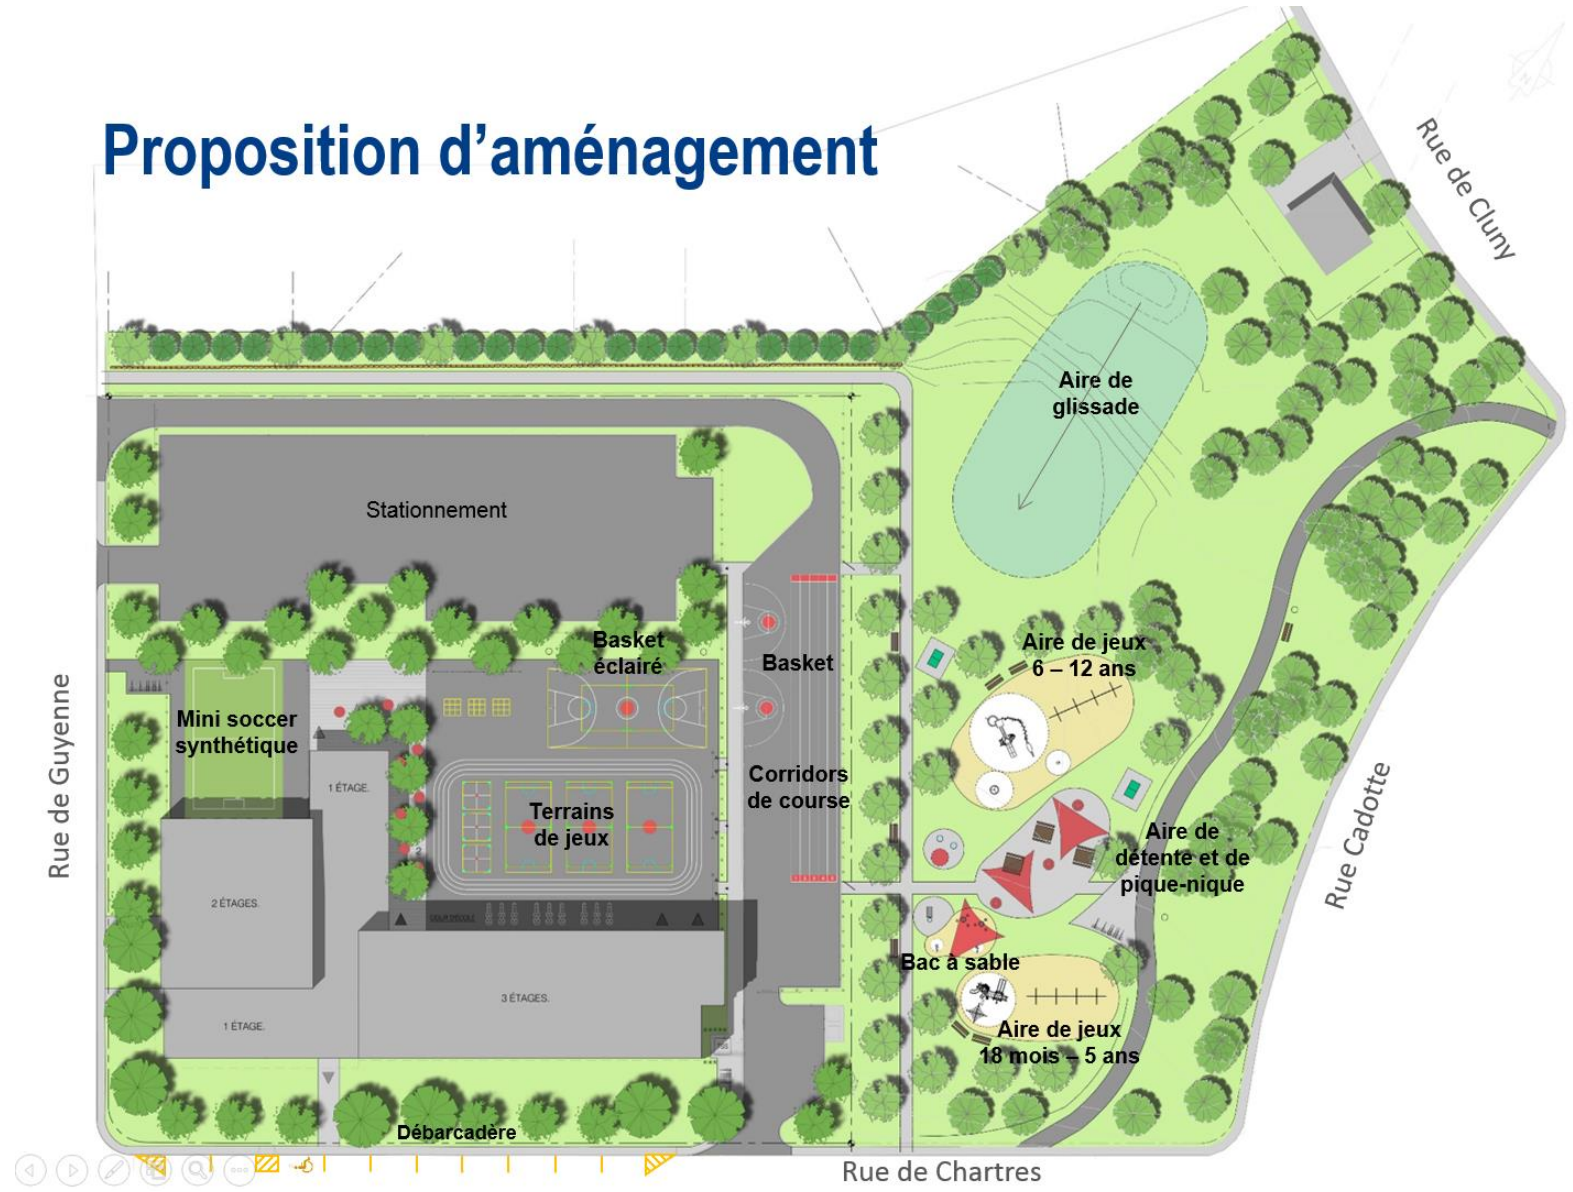 Proposition d’aménagement
Rue de Cluny
Aire de
glissade
Stationnement
Basket
éclairé
Basket
Aire de jeux
6 – 12 ans
Mini soccer
synthétique
Rue de Guyenne
1 ÉTAGE.
Terrains
de jeux
Corridors
de course
Aire de
détente et de
pique-nique
Rue Cadotte
2 ÉTAGES.
Bac à sable
3 ÉTAGES.
1 ÉTAGE.
Aire de jeux
18 mois – 5 ans
Débarcadère
Rue de Chartres